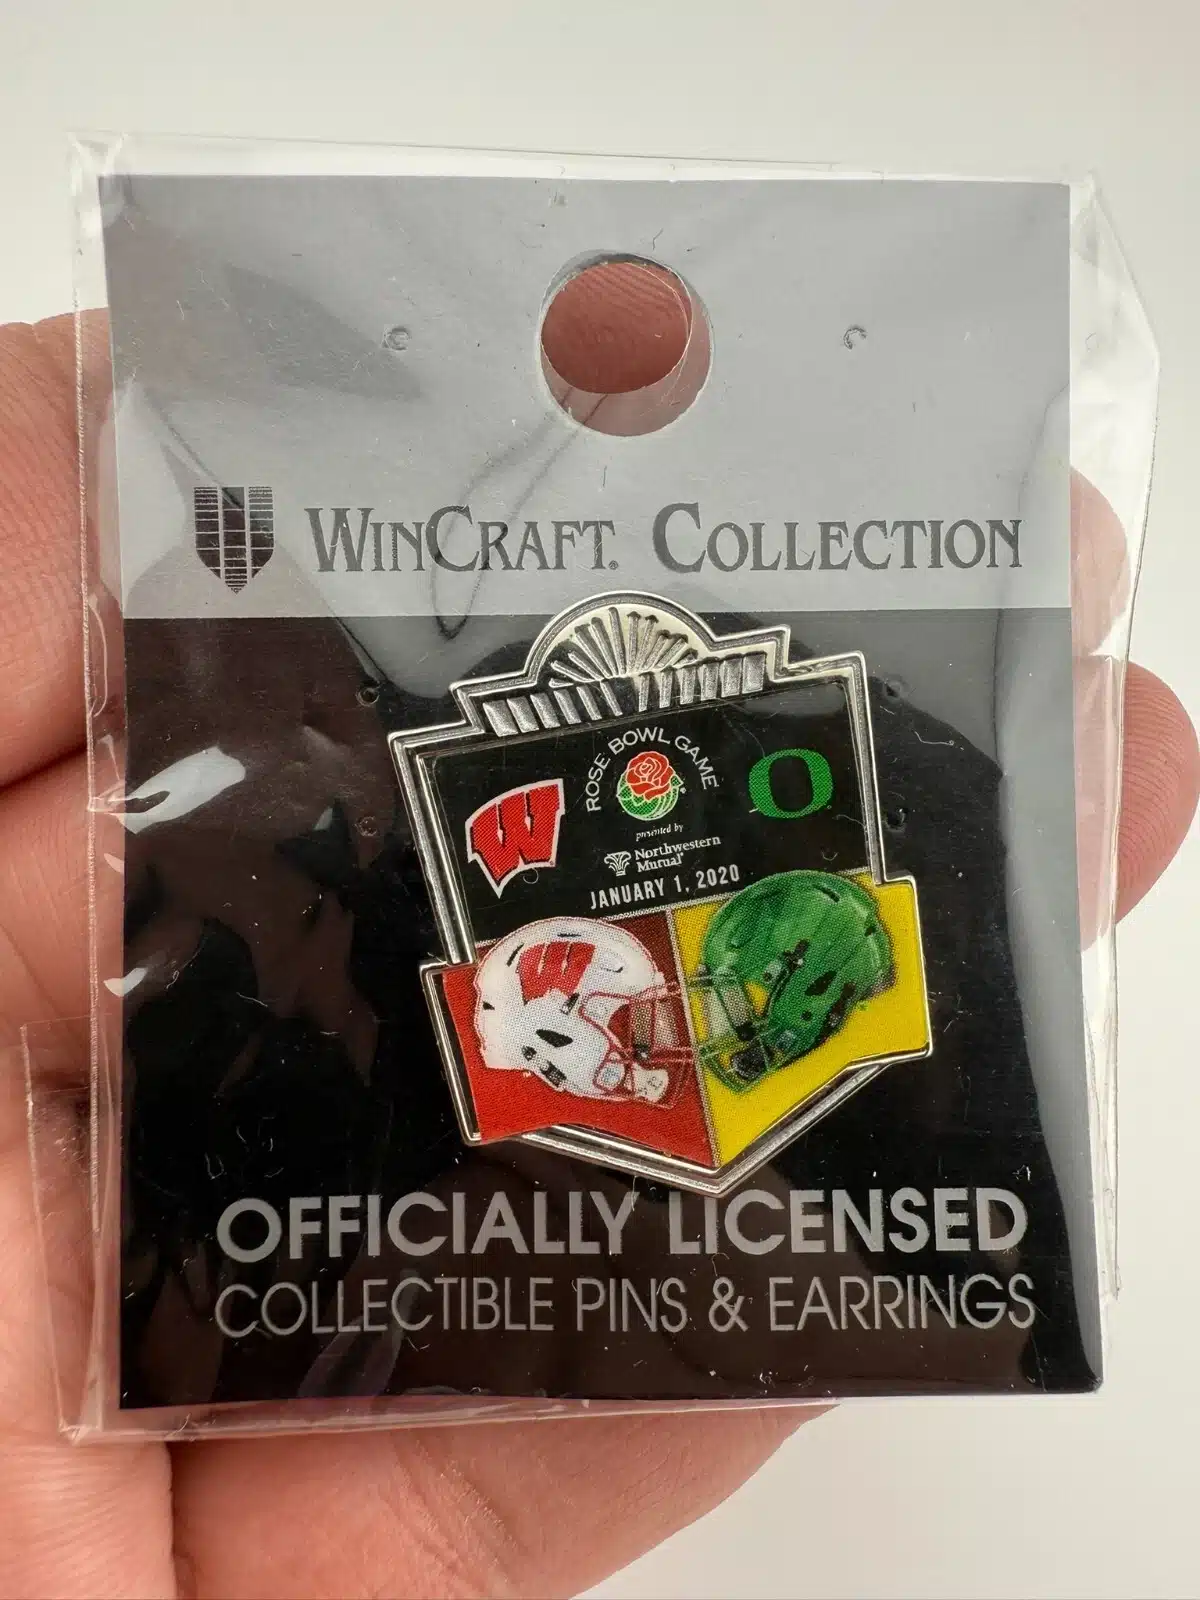 WINCRAFT. COLLECTION
ROSE BOWL GAME
W
O
presented by
Northwestern
Mutual
JANUARY 1, 2020
W
OFFICIALLY LICENSED
COLLECTIBLE PINS & EARRINGS